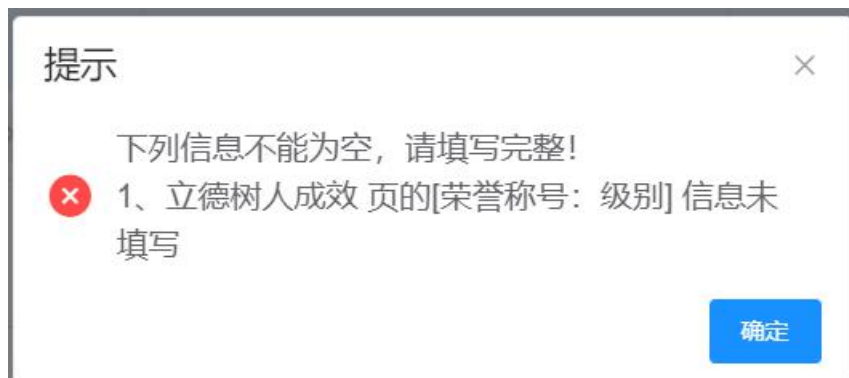 提示
下列信息不能为空，请填写完整！
1、立德树人成效 页的[荣誉称号：级别] 信息未
填写
确定